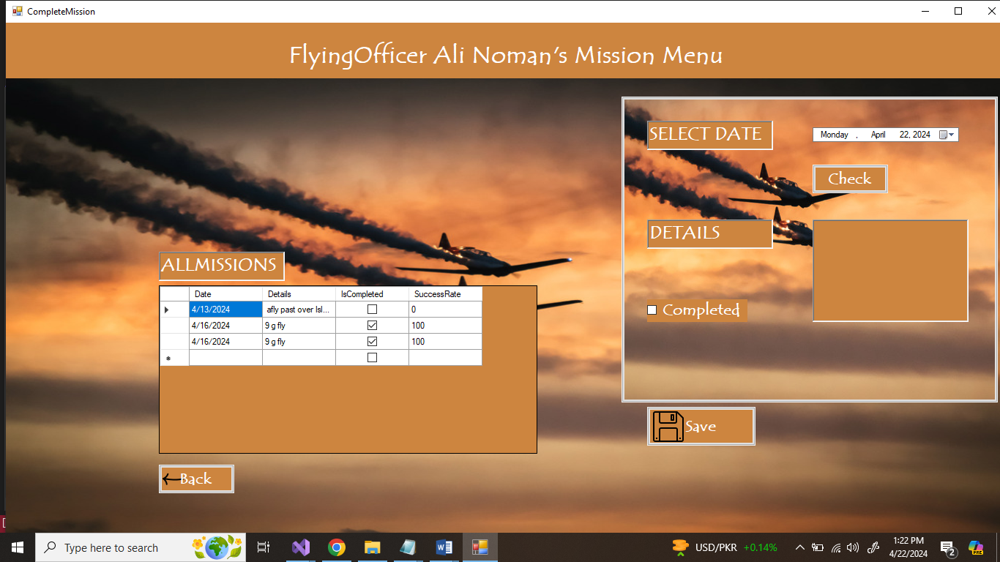 CompleteMission
FlyingOfficer Ali Noman's Mission Menu
SELECT DATE
Monday , April 22, 2024
Check
DETAILS
Completed
Save
ALLMISSIONS
Date Details IsCompleted SuccessRate
4/13/2024 afly past over Isl... 0
4/16/2024 9 g fly 100
4/16/2024 9 g fly 100
Back
Type here to search
USD/PKR +0.14%
1:22 PM
4/22/2024
2
PRE